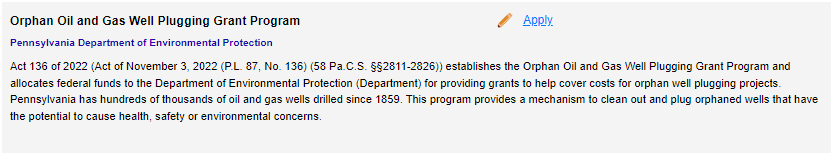 Orphan Oil and Gas Well Plugging Grant Program Apply
Pennsylvania Department of Environmental Protection
Act 136 of 2022 (Act of November 3, 2022 (P.L. 87, No. 136) (58 Pa.C.S. §§2811-2826)) establishes the Orphan Oil and Gas Well Plugging Grant Program and
allocates federal funds to the Department of Environmental Protection (Department) for providing grants to help cover costs for orphan well plugging projects.
Pennsylvania has hundreds of thousands of oil and gas wells drilled since 1859. This program provides a mechanism to clean out and plug orphaned wells that have
the potential to cause health, safety or environmental concerns.